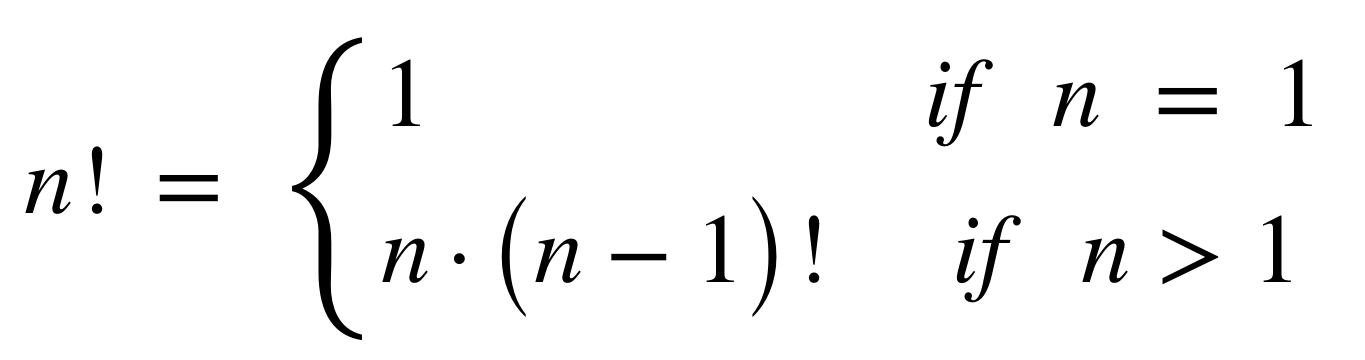 n! = { 1 if n = 1
n · (n − 1)! if n > 1